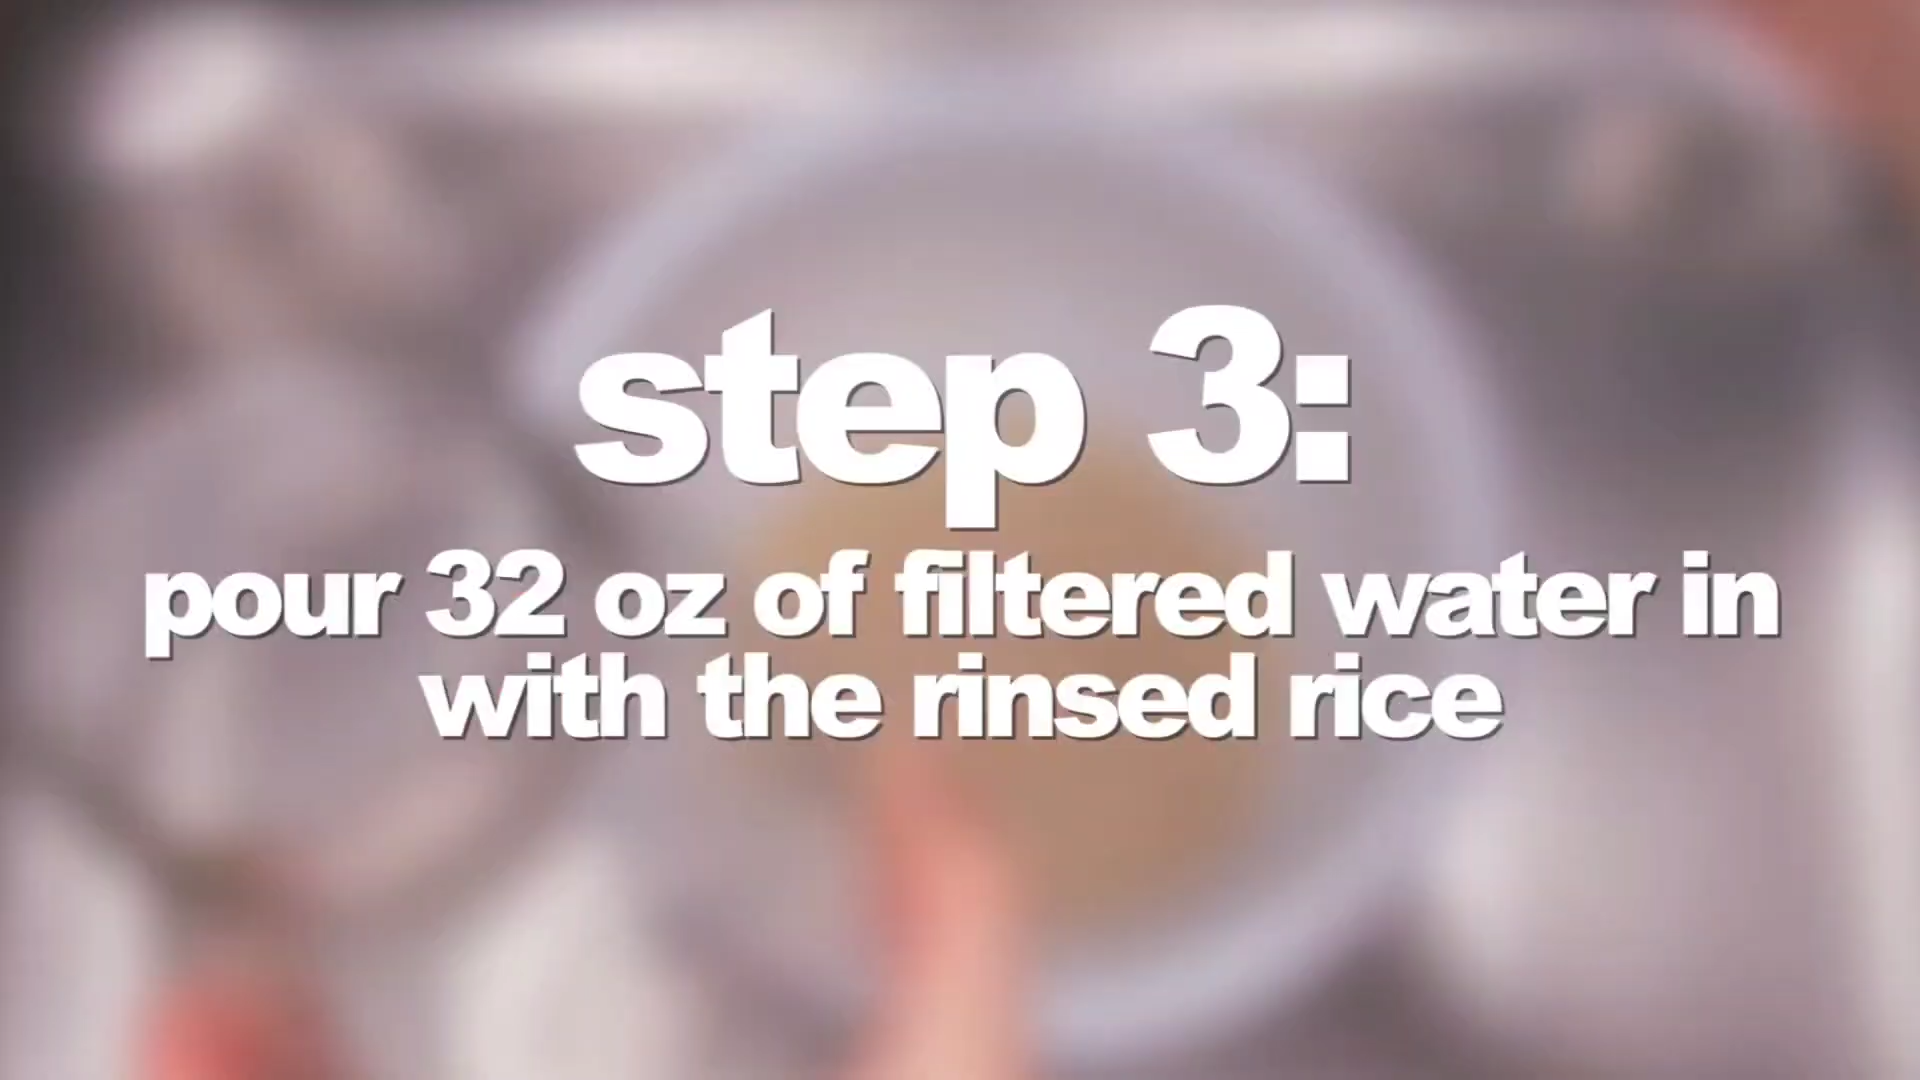 step 3:
pour 32 oz of filtered water in
with the rinsed rice